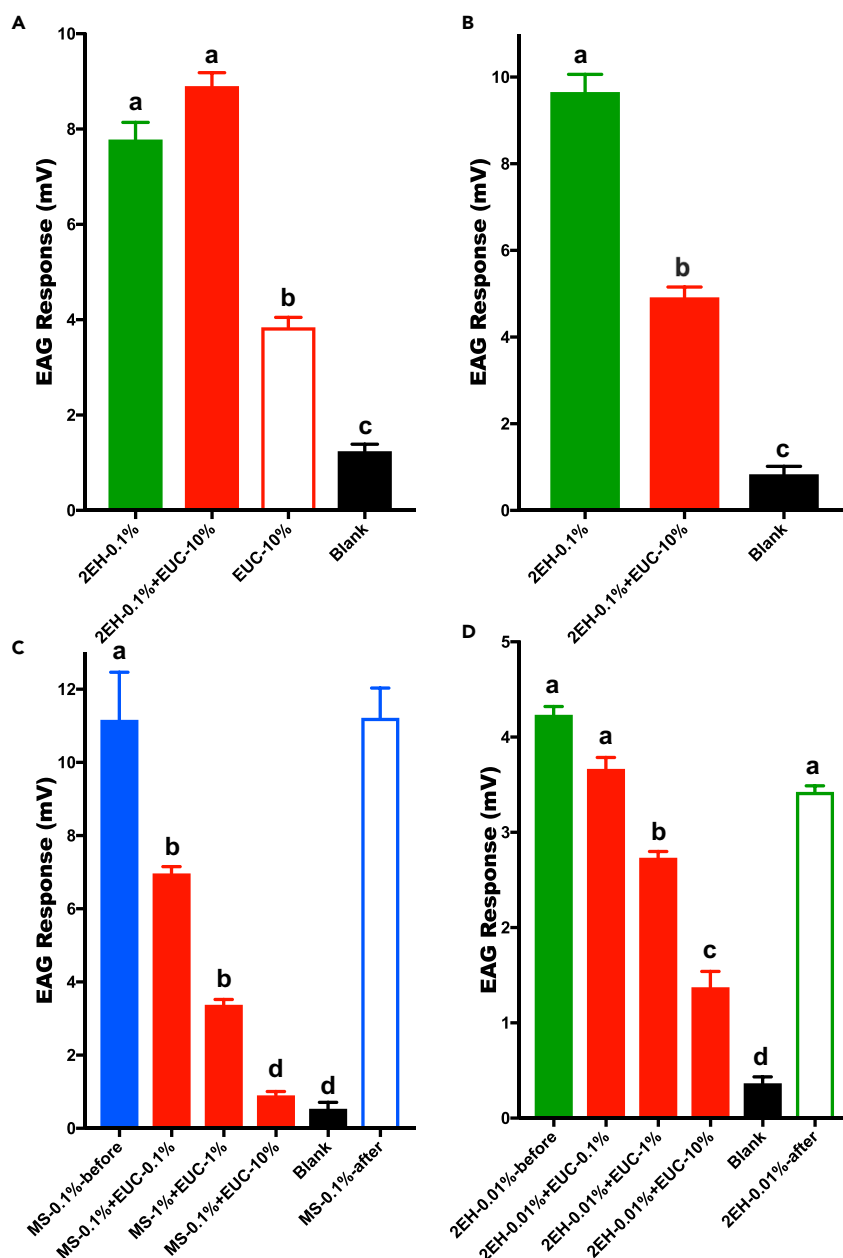 A
EAG Response (mV)
10
8
6
4
2
0
a
a
b
c
2EH-0.1%
2EH-0.1%+EUC-10%
EUC-10%
Blank
B
EAG Response (mV)
10
8
6
4
2
0
a
b
c
2EH-0.1%
2EH-0.1%+EUC-10%
Blank
C
EAG Response (mV)
12
10
8
6
4
2
0
a
b
b
d
d
MS-0.1%-before
MS-0.1%+EUC-0.1%
MS-1%+EUC-1%
MS-0.1%+EUC-10%
Blank
MS-0.1%-after
D
EAG Response (mV)
5
4
3
2
1
0
a
a
b
c
d
a
2EH-0.01%-before
2EH-0.01%+EUC-0.1%
2EH-0.01%+EUC-1%
2EH-0.01%+EUC-10%
Blank
2EH-0.01%-after